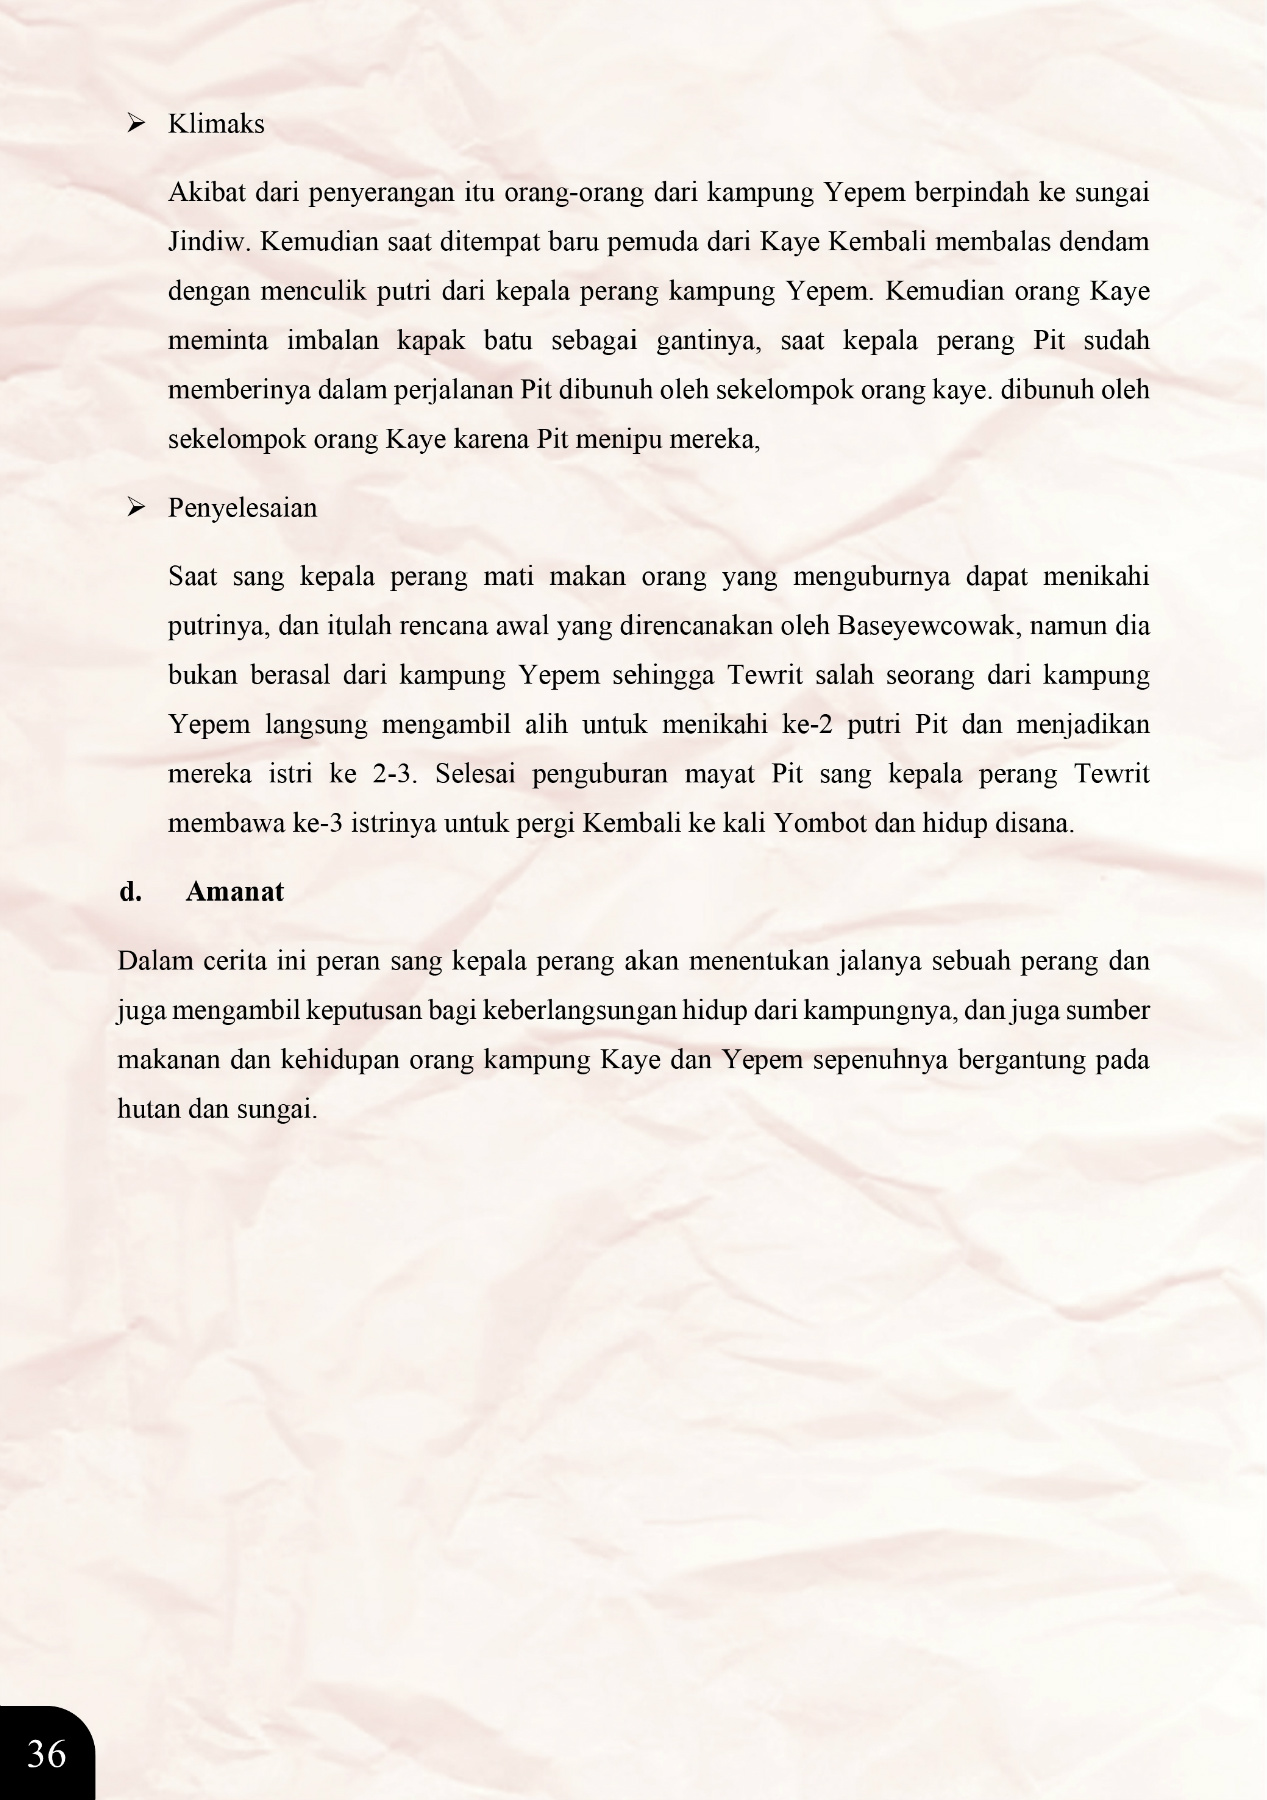 ➢ Klimaks
Akibat dari penyerangan itu orang-orang dari kampung Yepem berpindah ke sungai
Jindiw. Kemudian saat ditempat baru pemuda dari Kaye Kembali membalas dendam
dengan menculik putri dari kepala perang kampung Yepem. Kemudian orang Kaye
meminta imbalan kapak batu sebagai gantinya, saat kepala perang Pit sudah
memberinya dalam perjalanan Pit dibunuh oleh sekelompok orang kaye. dibunuh oleh
sekelompok orang Kaye karena Pit menipu mereka,
➢ Penyelesaian
Saat sang kepala perang mati makan orang yang menguburnya dapat menikahi
putrinya, dan itulah rencana awal yang direncanakan oleh Baseyewcowak, namun dia
bukan berasal dari kampung Yepem sehingga Tewrit salah seorang dari kampung
Yepem langsung mengambil alih untuk menikahi ke-2 putri Pit dan menjadikan
mereka istri ke 2-3. Selesai penguburan mayat Pit sang kepala perang Tewrit
membawa ke-3 istrinya untuk pergi Kembali ke kali Yombot dan hidup disana.
d. Amanat
Dalam cerita ini peran sang kepala perang akan menentukan jalanya sebuah perang dan
juga mengambil keputusan bagi keberlangsungan hidup dari kampungnya, dan juga sumber
makanan dan kehidupan orang kampung Kaye dan Yepem sepenuhnya bergantung pada
hutan dan sungai.
36